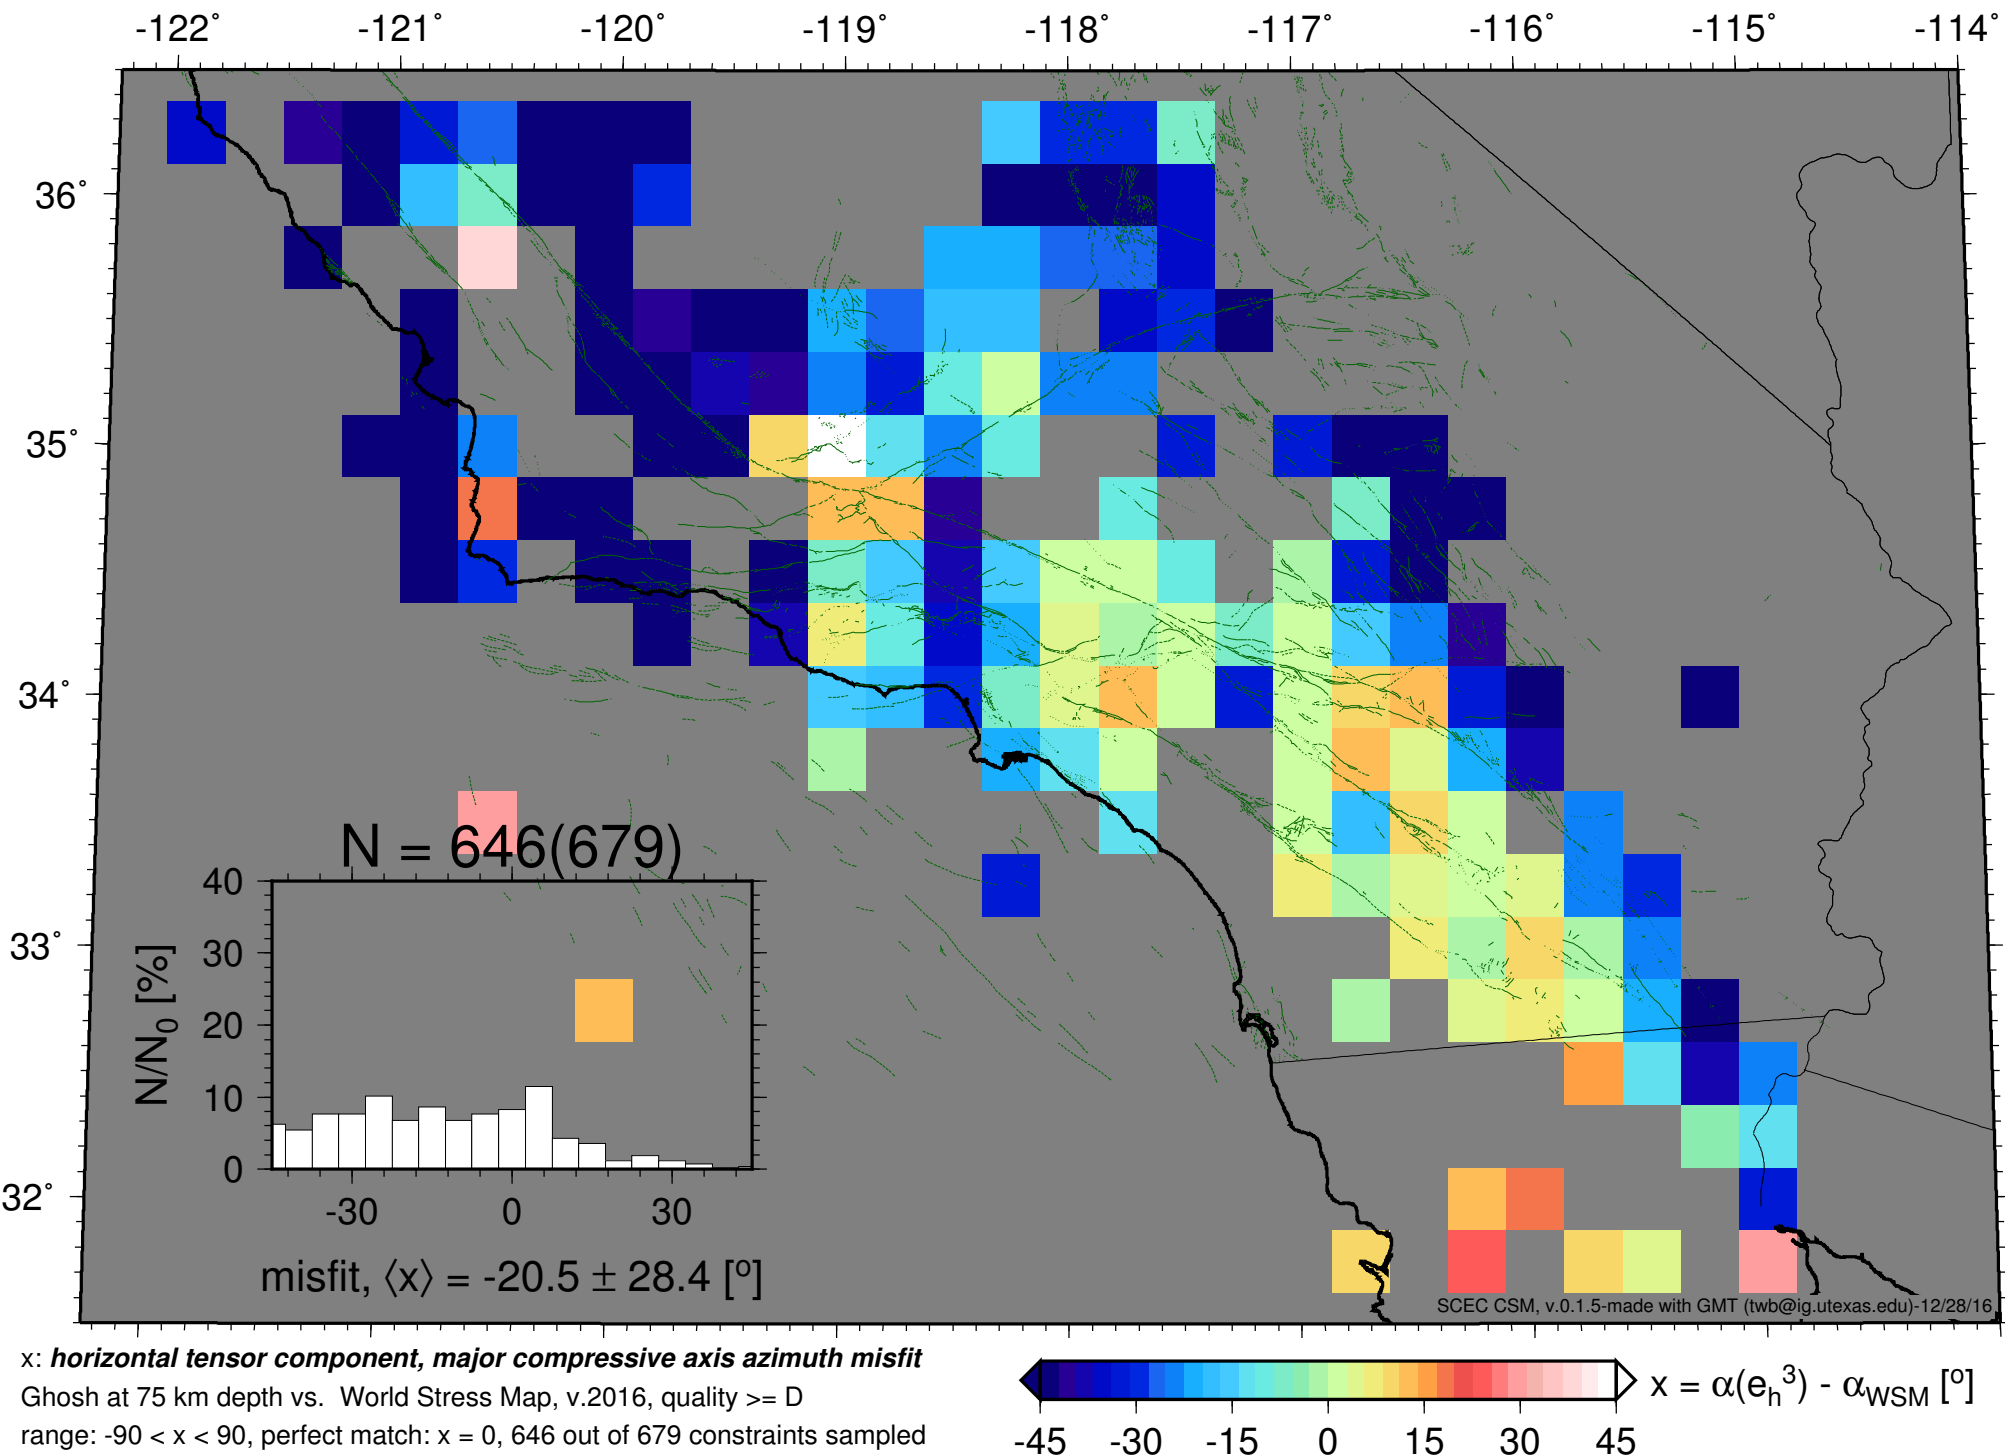 -122˚ -121˚ -120˚ -119˚ -118˚ -117˚ -116˚ -115˚ -114˚
36˚
35˚
34˚
33˚
32˚
N = 646(679)
40
30
20
10
0
N/N0 [%]
-30 0 30
misfit, ⟨x⟩ = -20.5 ± 28.4 [º]
SCEC CSM, v.0.1.5-made with GMT (twb@ig.utexas.edu)-12/28/16
x: horizontal tensor component, major compressive axis azimuth misfit
Ghosh at 75 km depth vs. World Stress Map, v.2016, quality >= D
range: -90 < x < 90, perfect match: x = 0, 646 out of 679 constraints sampled
x = α(eh3) - αWSM [º]
-45 -30 -15 0 15 30 45